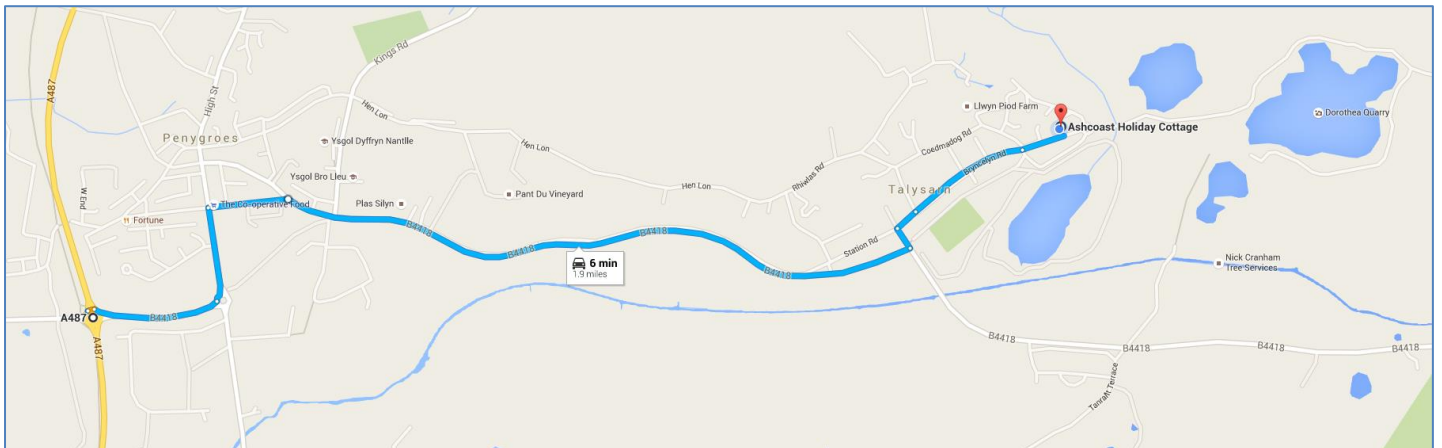 Kings Rd
A487
High St
Hen Lon
Llwyn Piod Farm
Dorothea Quarry
Ashcoast Holiday Cottage
Penygroes
Ysgol Dyffryn Nantlle
Coedmadog Rd
Hen Lon
Bryncelyn Rd
Ysgol Bro Lleu
Rhiwlas Rd
Hen Lon
Talysarn
W End
Pant Du Vineyard
The Co-operative Food
Plas Silyn
Fortune
B4418
B4418
B4418
Station Rd
6 min
1.9 miles
B4418
Nick Cranham
Tree Services
A487
B4418
B4418
B4418
B4418
B4418
A487
Tanrallt Terrace